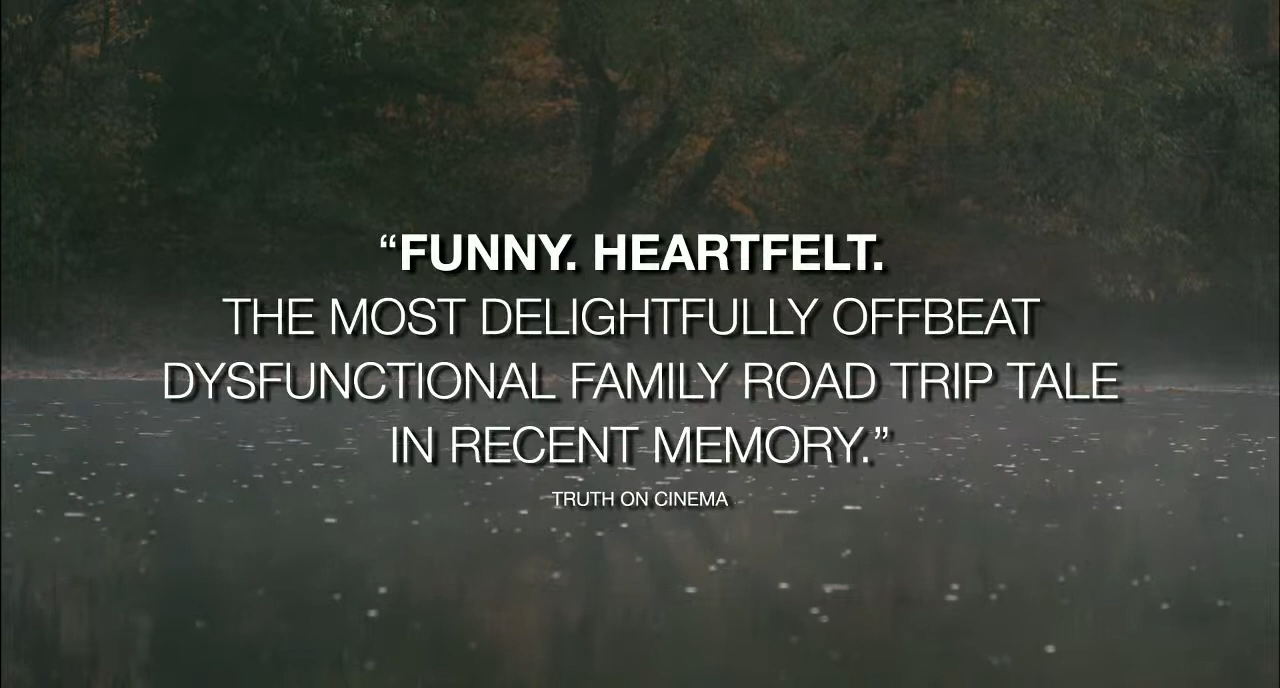 “FUNNY. HEARTFELT.
THE MOST DELIGHTFULLY OFFBEAT
DYSFUNCTIONAL FAMILY ROAD TRIP TALE
IN RECENT MEMORY.”
TRUTH ON CINEMA